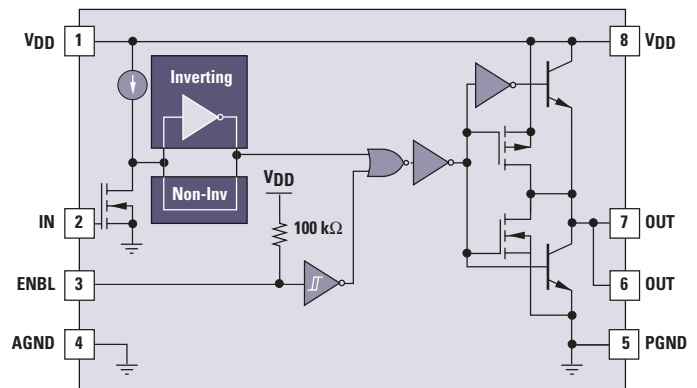 VDD 1
8 VDD
Inverting
Non-Inv
VDD
IN 2
100 kΩ
7 OUT
ENBL 3
6 OUT
AGND 4
5 PGND